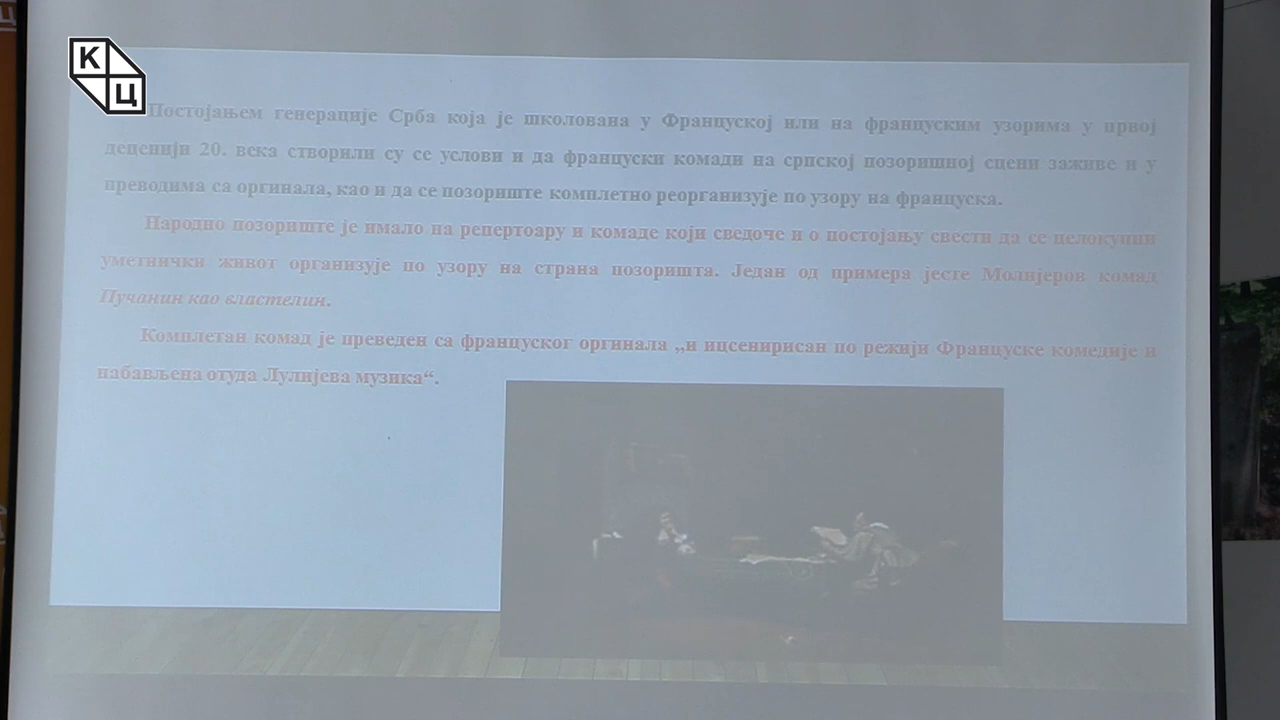 К
Ц
Постојањем генерације Срба која је школована у Француској или на француским узорима у првој
деценији 20. века створили су се услови и да француски комади на српској позоришној сцени заживе и у
преводима са оргинала, као и да се позориште комплетно реорганизује по узору на француска.
Народно позориште је имало на репертоару и комаде који сведоче и о постојању свести да се целокупни
уметнички живот организује по узору на страна позоришта. Један од примера јесте Молијеров комад
Пучанин као властелин.
Комплетан комад је преведен са француског оргинала „и ицсенирисан по режији Француске комедије и
набављена отуда Лулијева музика“.